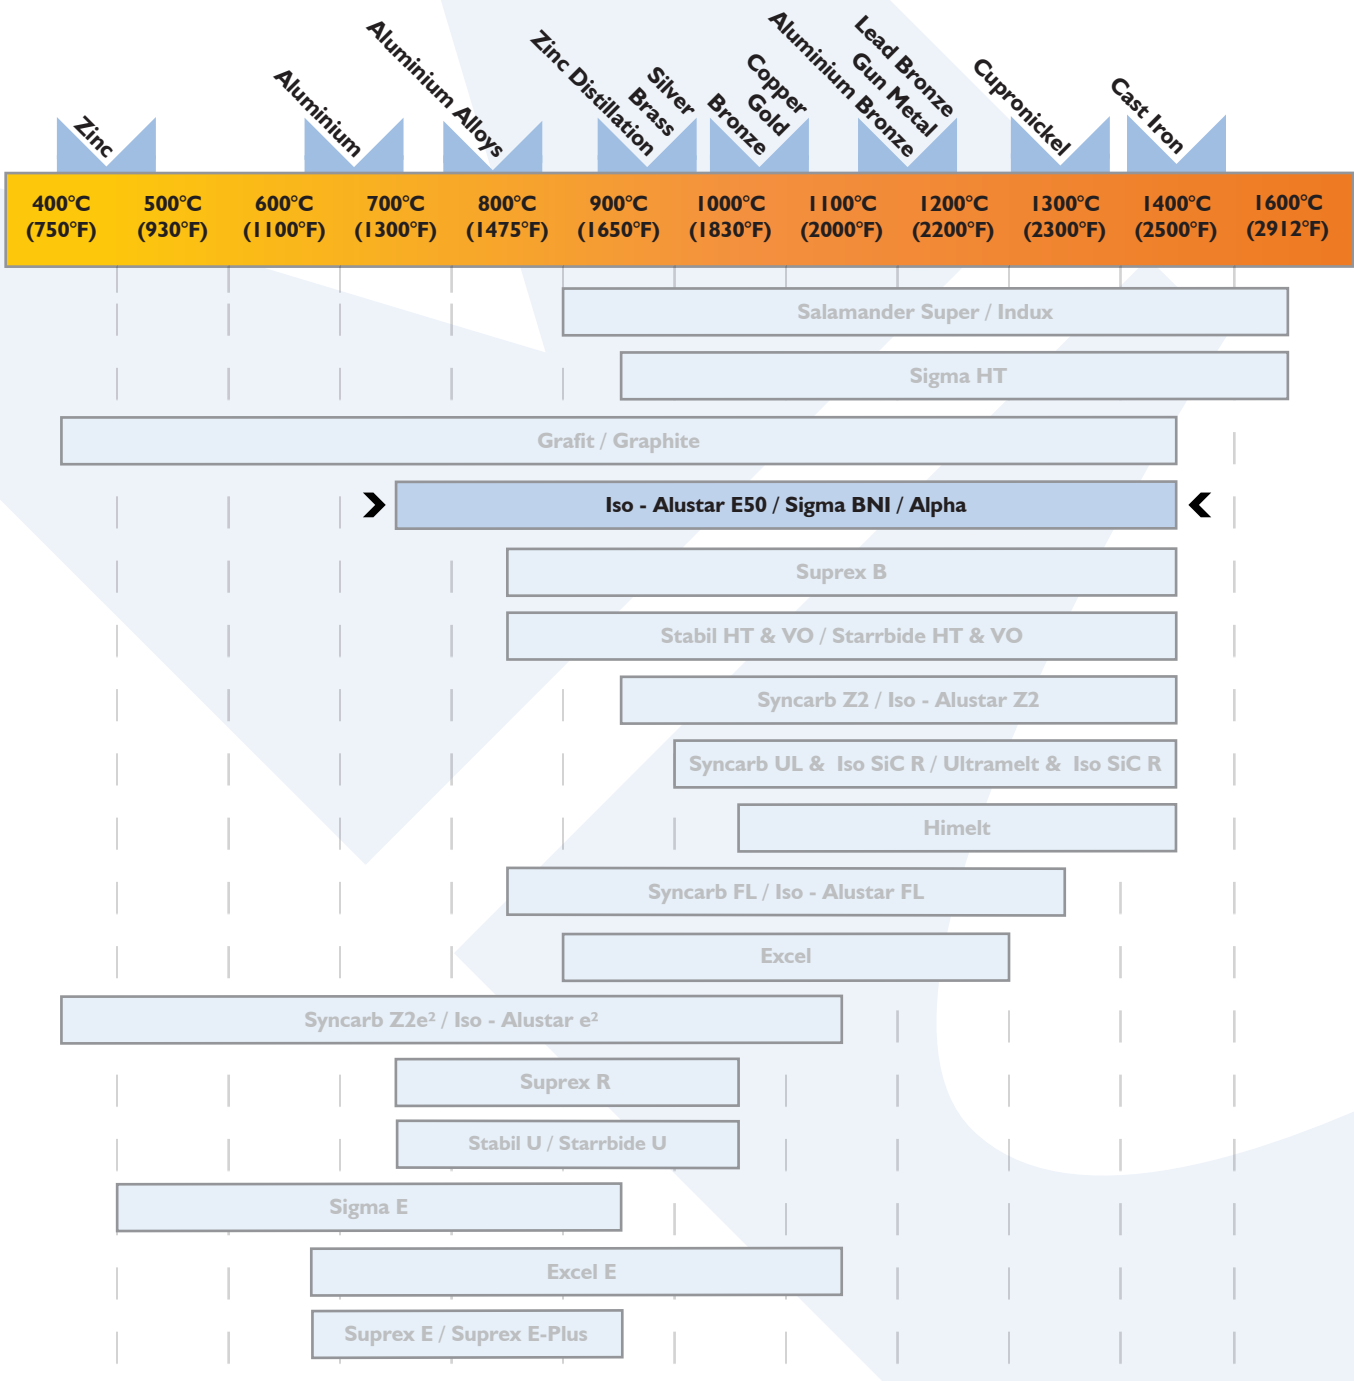 Zinc
Aluminium
Aluminium Alloys
Zinc Distillation
Silver
Brass
Bronze
Copper
Gold
Aluminium Bronze
Lead Bronze
Gun Metal
Cupronickel
Cast Iron
400°C 500°C 600°C 700°C 800°C 900°C 1000°C 1100°C 1200°C 1300°C 1400°C 1600°C
(750°F) (930°F) (1100°F) (1300°F) (1475°F) (1650°F) (1830°F) (2000°F) (2200°F) (2300°F) (2500°F) (2912°F)
Salamander Super / Indux
Sigma HT
Grafit / Graphite
Iso - Alustar E50 / Sigma BNI / Alpha
Suprex B
Stabil HT & VO / Starrbide HT & VO
Syncarb Z2 / Iso - Alustar Z2
Syncarb UL & Iso SiC R / Ultramelt & Iso SiC R
Himelt
Syncarb FL / Iso - Alustar FL
Excel
Syncarb Z2e² / Iso - Alustar e²
Suprex R
Stabil U / Starrbide U
Sigma E
Excel E
Suprex E / Suprex E-Plus